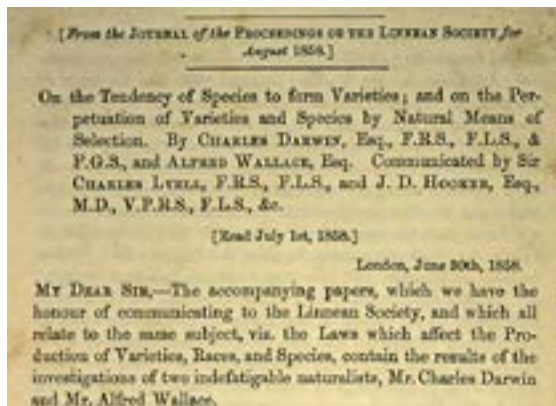 [From the JOURNAL of the PROCEEDINGS OF THE LINNEAN SOCIETY for
August 1858.]
On the Tendency of Species to form Varieties; and on the Per-
petuation of Varieties and Species by Natural Means of
Selection. By CHARLES DARWIN, Esq., F.R.S., F.L.S., &
F.G.S., and ALFRED WALLACE, Esq. Communicated by Sir
CHARLES LYELL, F.R.S., F.L.S., and J. D. HOOKER, Esq.,
M.D., V.P.R.S., F.L.S., &c.
[Read July 1st, 1858.]
London, June 30th, 1858.
MY DEAR SIR,—The accompanying papers, which we have the
honour of communicating to the Linnean Society, and which all
relate to the same subject, viz. the Laws which affect the Pro-
duction of Varieties, Races, and Species, contain the results of the
investigations of two indefatigable naturalists, Mr. Charles Darwin
and Mr. Alfred Wallace.